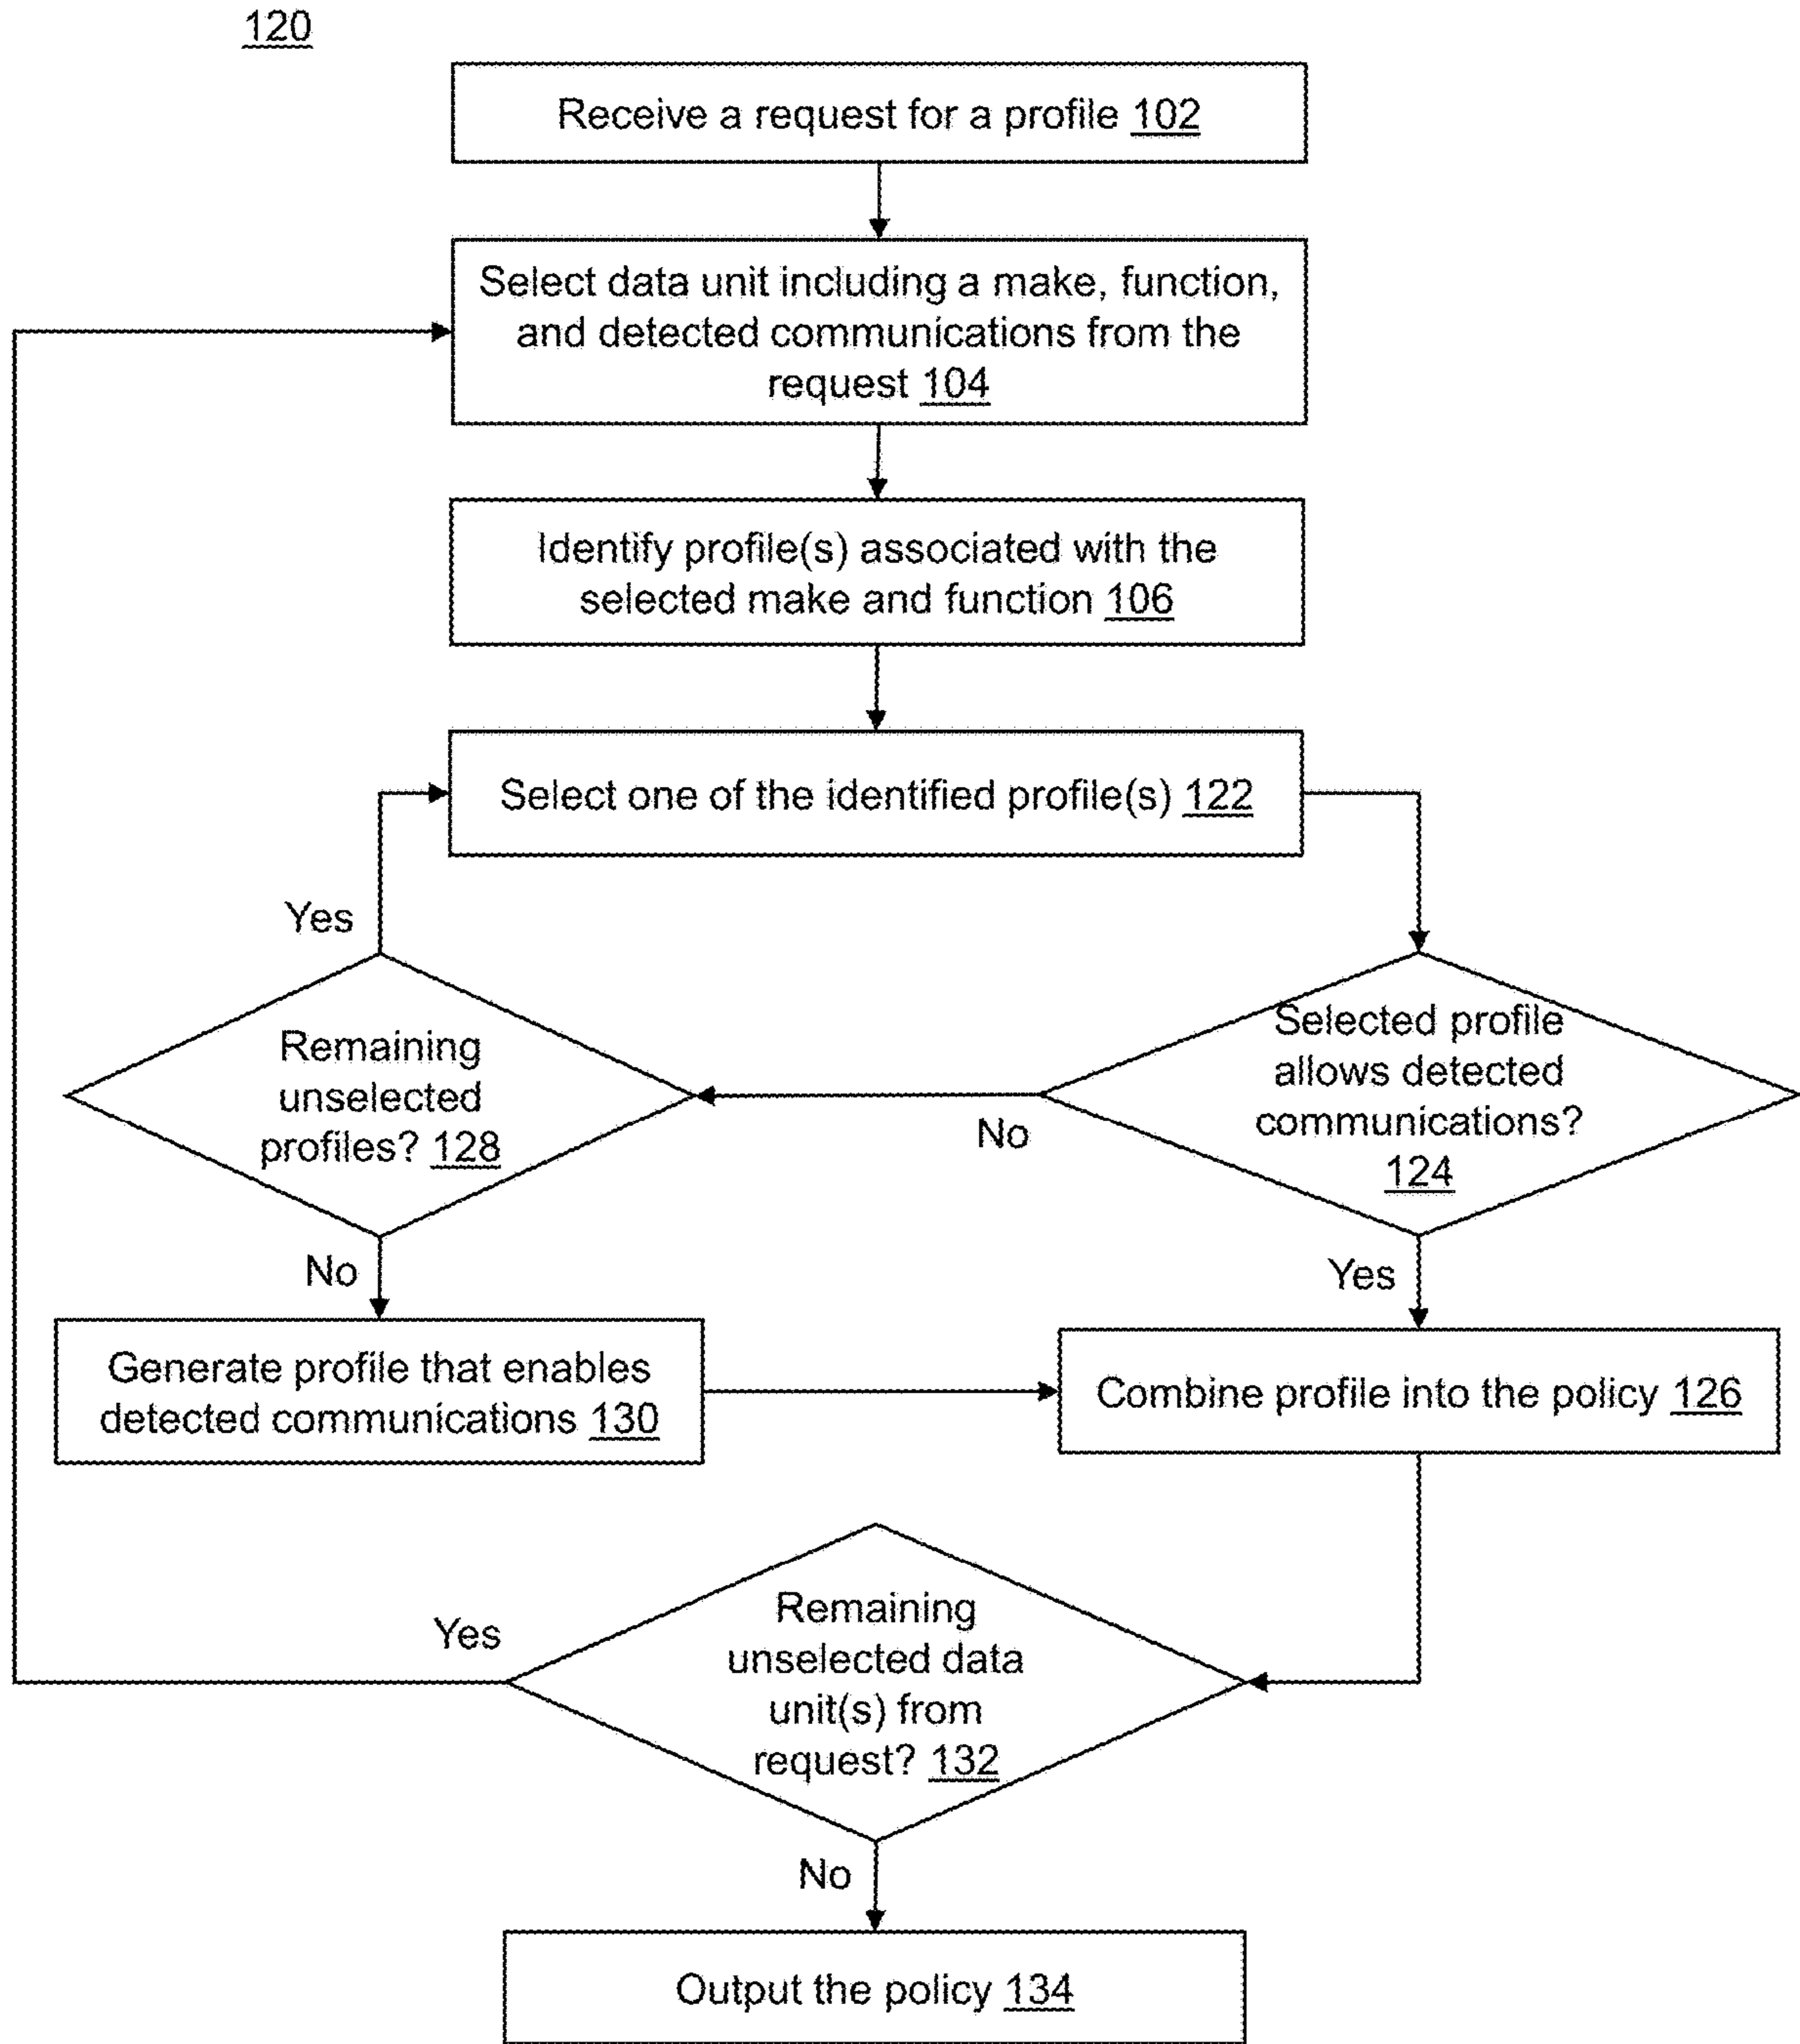 120
Receive a request for a profile 102
Select data unit including a make, function,
and detected communications from the
request 104
Identify profile(s) associated with the
selected make and function 106
Select one of the identified profile(s) 122
Yes
Remaining
unselected
profiles? 128
No
Selected profile
allows detected
communications?
124
No
Yes
Generate profile that enables
detected communications 130
Combine profile into the policy 126
Yes
Remaining
unselected data
unit(s) from
request? 132
No
Output the policy 134